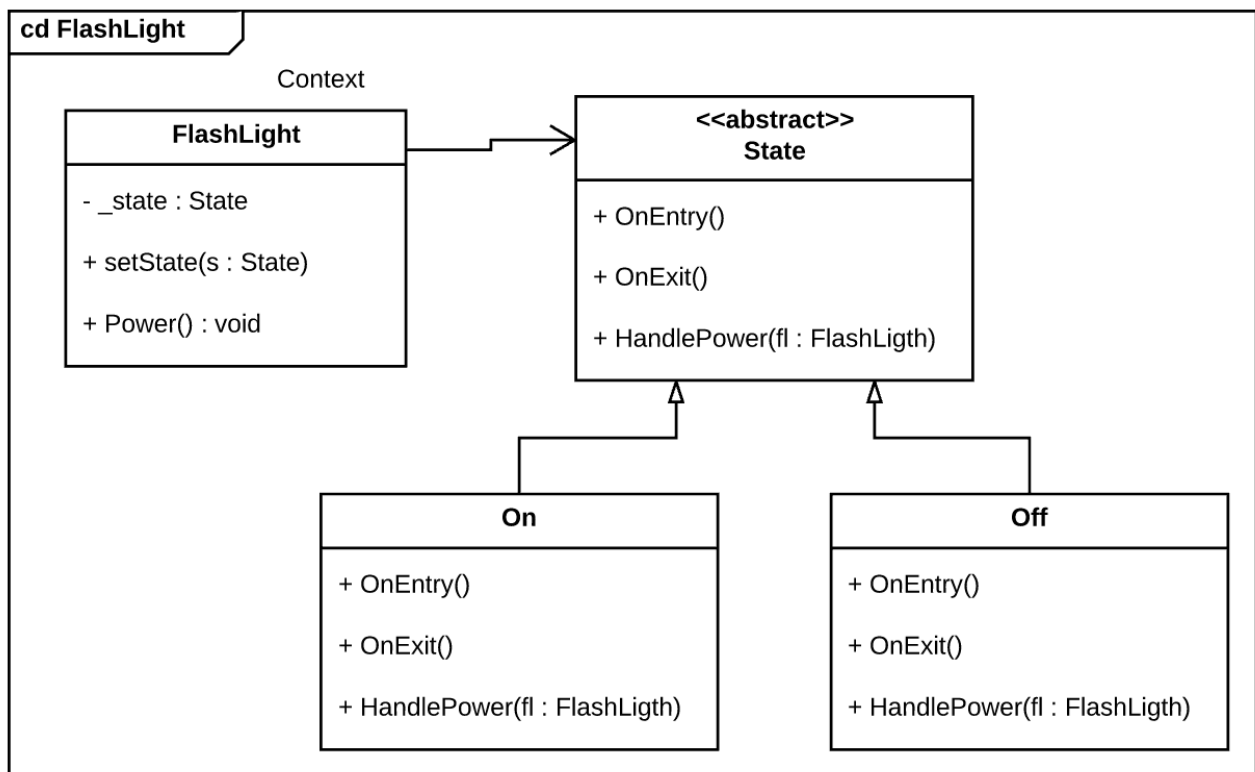 cd FlashLight
Context
FlashLight
- _state : State
+ setState(s : State)
+ Power() : void
<<abstract>>
State
+ OnEntry()
+ OnExit()
+ HandlePower(fl : FlashLigth)
On
+ OnEntry()
+ OnExit()
+ HandlePower(fl : FlashLigth)
Off
+ OnEntry()
+ OnExit()
+ HandlePower(fl : FlashLigth)